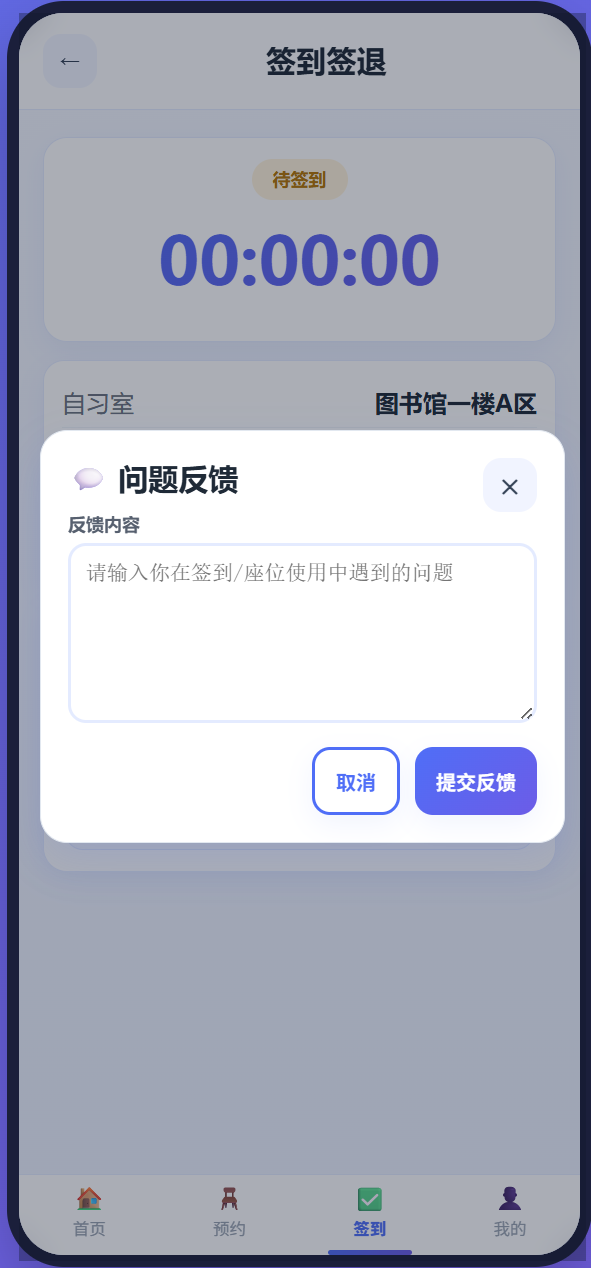 ←
签到签退
待签到
00:00:00
自习室 图书馆一楼A区
问题反馈 ×
反馈内容
请输入你在签到/座位使用中遇到的问题
取消 提交反馈
首页 预约 签到 我的